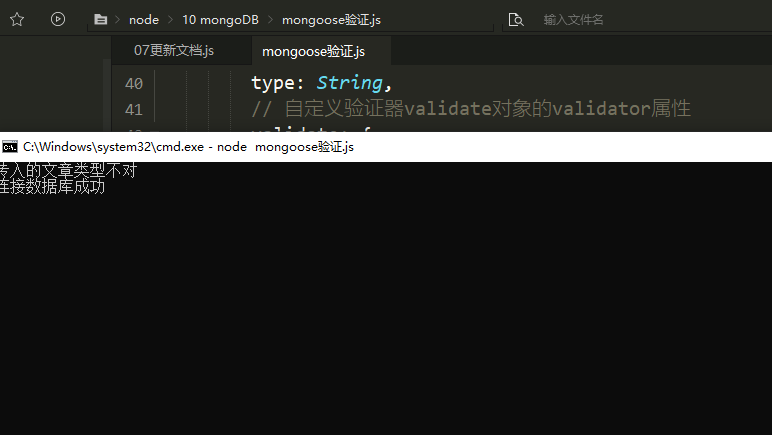 node 10 mongoDB mongoose验证.js 输入文件名
07更新文档.js mongoose验证.js
40 type: String,
41 // 自定义验证器validate对象的validator属性
C:\Windows\system32\cmd.exe - node mongoose验证.js
传入的文章类型不对
连接数据库成功